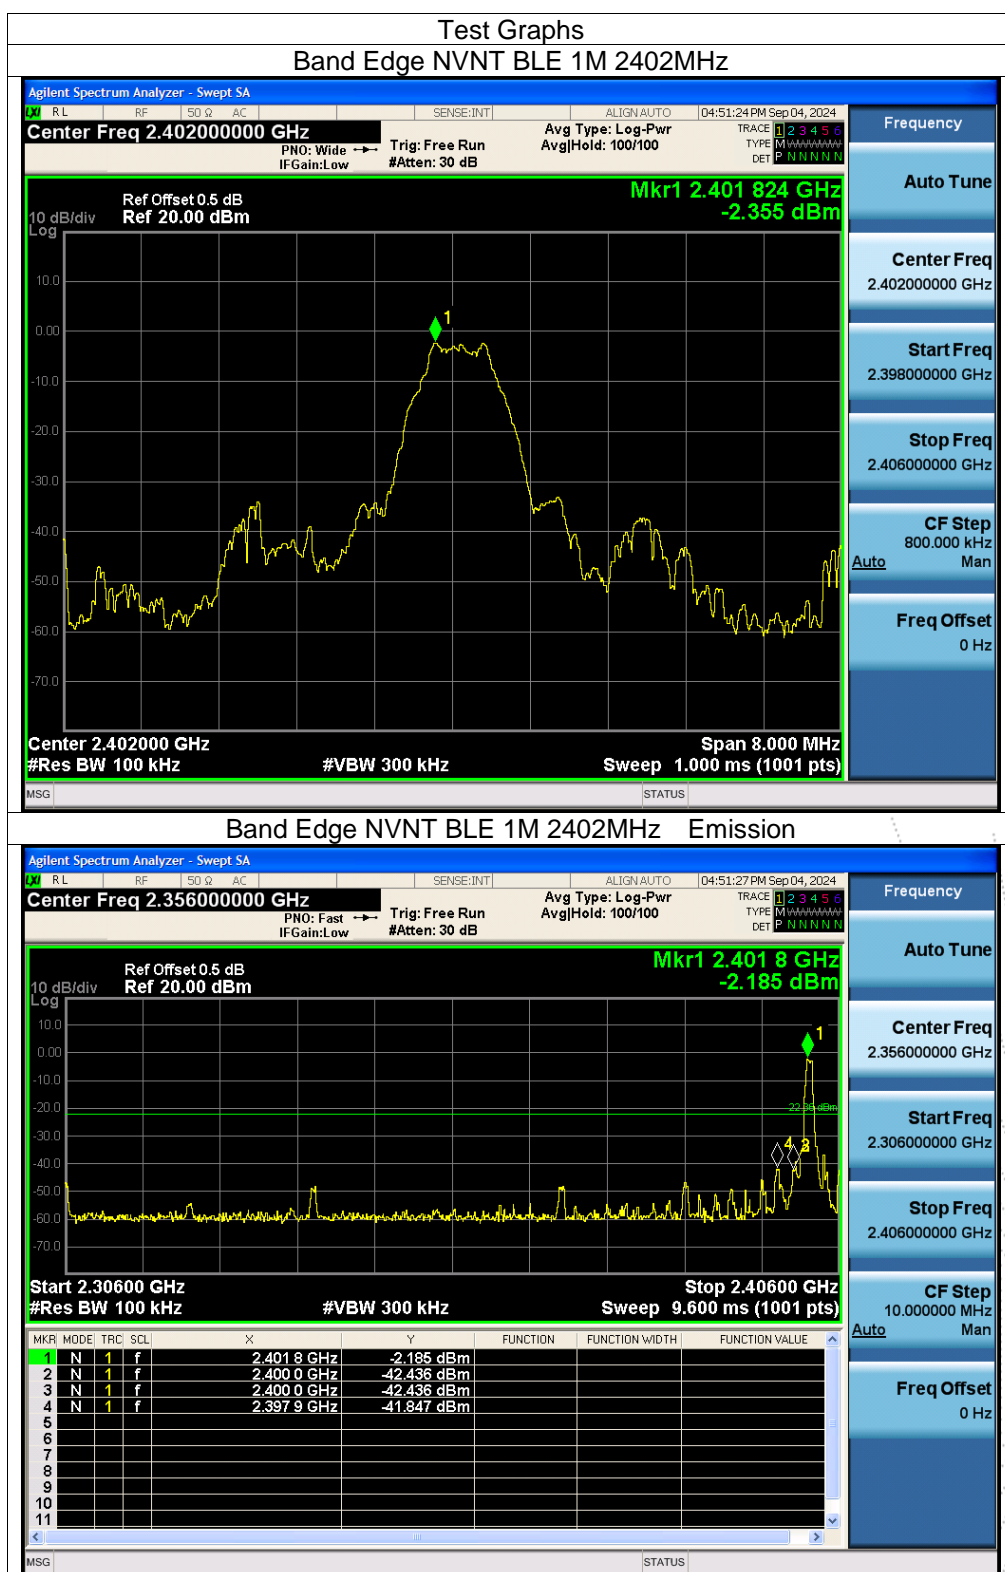 Test Graphs
Band Edge NVNT BLE 1M 2402MHz
Agilent Spectrum Analyzer - Swept SA
LXI RL RF 50 Ω AC SENSE:INT ALIGN AUTO 04:51:24 PM Sep 04, 2024
Center Freq 2.402000000 GHz
PNO: Wide
IFGain:Low
Trig: Free Run
#Atten: 30 dB
Avg Type: Log-Pwr
Avg|Hold: 100/100
TRACE 1 2 3 4 5 6
TYPE M
DET P N N N N N
Frequency
Mkr1 2.401 824 GHz
-2.355 dBm
Ref Offset 0.5 dB
10 dB/div Ref 20.00 dBm
Log
10.0
0.00
-10.0
-20.0
-30.0
-40.0
-50.0
-60.0
-70.0
1
Center 2.402000 GHz Span 8.000 MHz
#Res BW 100 kHz #VBW 300 kHz Sweep 1.000 ms (1001 pts)
MSG STATUS
Auto Tune
Center Freq
2.402000000 GHz
Start Freq
2.398000000 GHz
Stop Freq
2.406000000 GHz
CF Step
800.000 kHz
Auto Man
Freq Offset
0 Hz
Band Edge NVNT BLE 1M 2402MHz Emission
Agilent Spectrum Analyzer - Swept SA
LXI RL RF 50 Ω AC SENSE:INT ALIGN AUTO 04:51:27 PM Sep 04, 2024
Center Freq 2.356000000 GHz
PNO: Fast
IFGain:Low
Trig: Free Run
#Atten: 30 dB
Avg Type: Log-Pwr
Avg|Hold: 100/100
TRACE 1 2 3 4 5 6
TYPE M
DET P N N N N N
Frequency
Mkr1 2.401 8 GHz
-2.185 dBm
Ref Offset 0.5 dB
10 dB/div Ref 20.00 dBm
Log
10.0
0.00
-10.0
-20.0
-30.0
-40.0
-50.0
-60.0
-70.0
1
-22.36 dBm
4
Start 2.30600 GHz Stop 2.40600 GHz
#Res BW 100 kHz #VBW 300 kHz Sweep 9.600 ms (1001 pts)
MKR MODE TRC SCL X Y FUNCTION FUNCTION WIDTH FUNCTION VALUE
1 N 1 f 2.401 8 GHz -2.185 dBm
2 N 1 f 2.400 0 GHz -42.436 dBm
3 N 1 f 2.400 0 GHz -42.436 dBm
4 N 1 f 2.397 9 GHz -41.847 dBm
5
6
7
8
9
10
11
MSG STATUS
Auto Tune
Center Freq
2.356000000 GHz
Start Freq
2.306000000 GHz
Stop Freq
2.406000000 GHz
CF Step
10.000000 MHz
Auto Man
Freq Offset
0 Hz